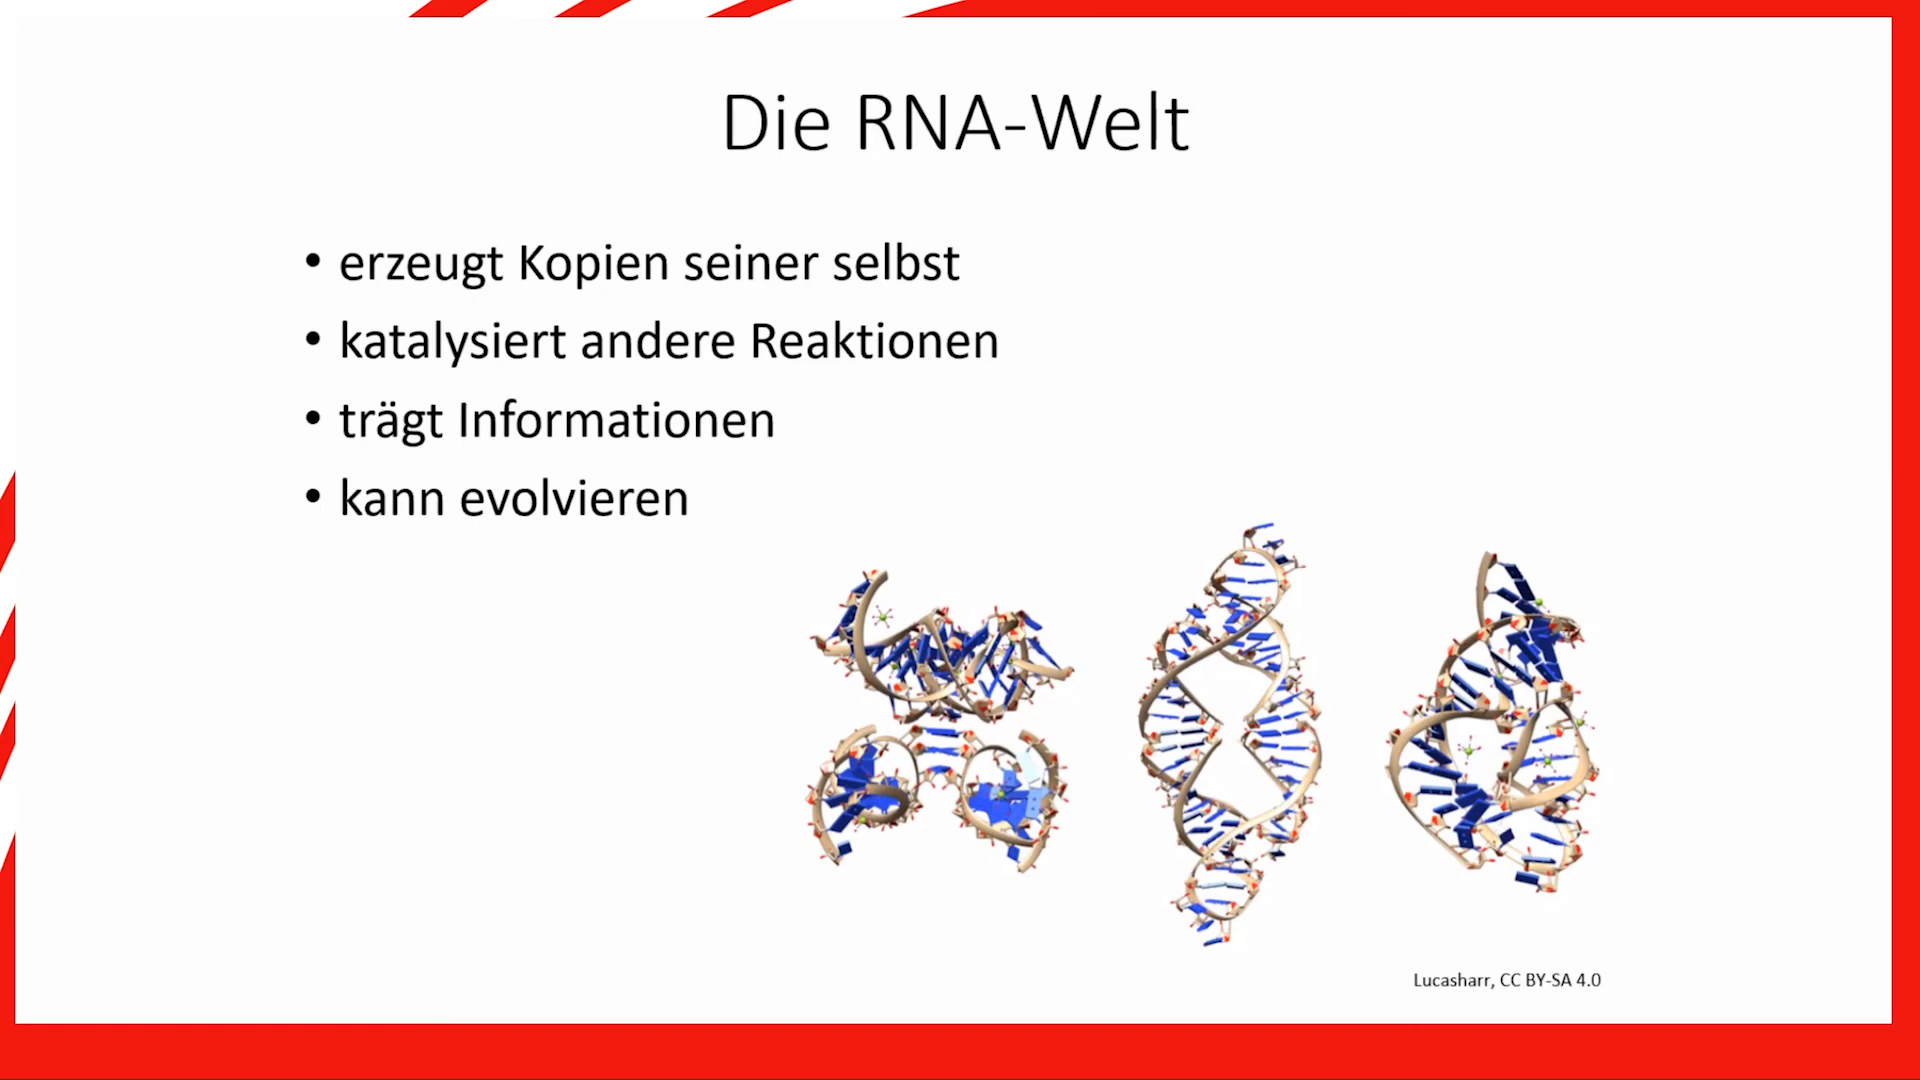 Die RNA-Welt
• erzeugt Kopien seiner selbst
• katalysiert andere Reaktionen
• trägt Informationen
• kann evolvieren
Lucasharr, CC BY-SA 4.0